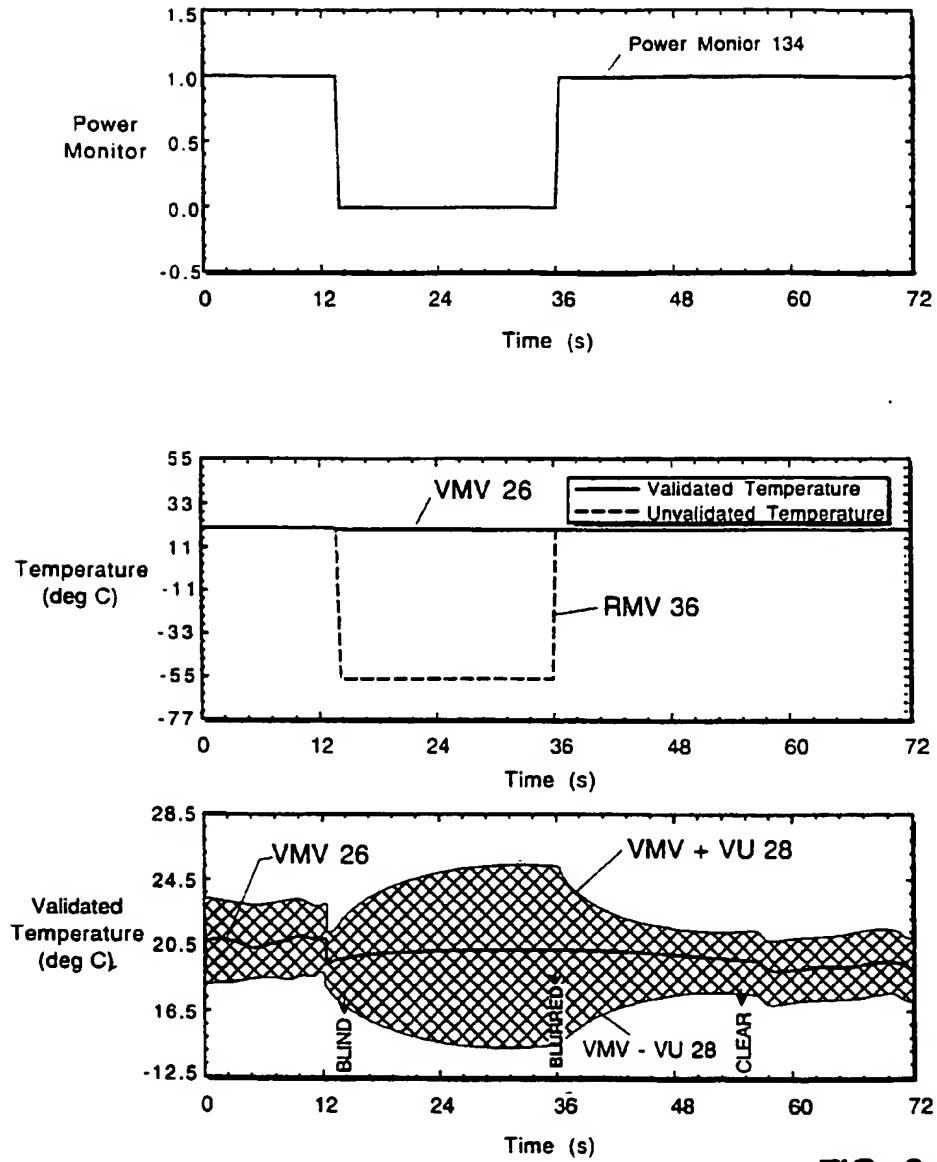 1.5
Power Monior 134
1.0
Power
Monitor
0.5
0.0
-0.5
0 12 24 36 48 60 72
Time (s)
55
VMV 26
Validated Temperature
Unvalidated Temperature
33
11
Temperature
(deg C)
-11
RMV 36
-33
-55
-77
0 12 24 36 48 60 72
Time (s)
28.5
VMV 26
VMV + VU 28
24.5
Validated
Temperature
(deg C)
20.5
16.5
BLIND
BLURRED
VMV - VU 28
CLEAR
-12.5
0 12 24 36 48 60 72
Time (s)